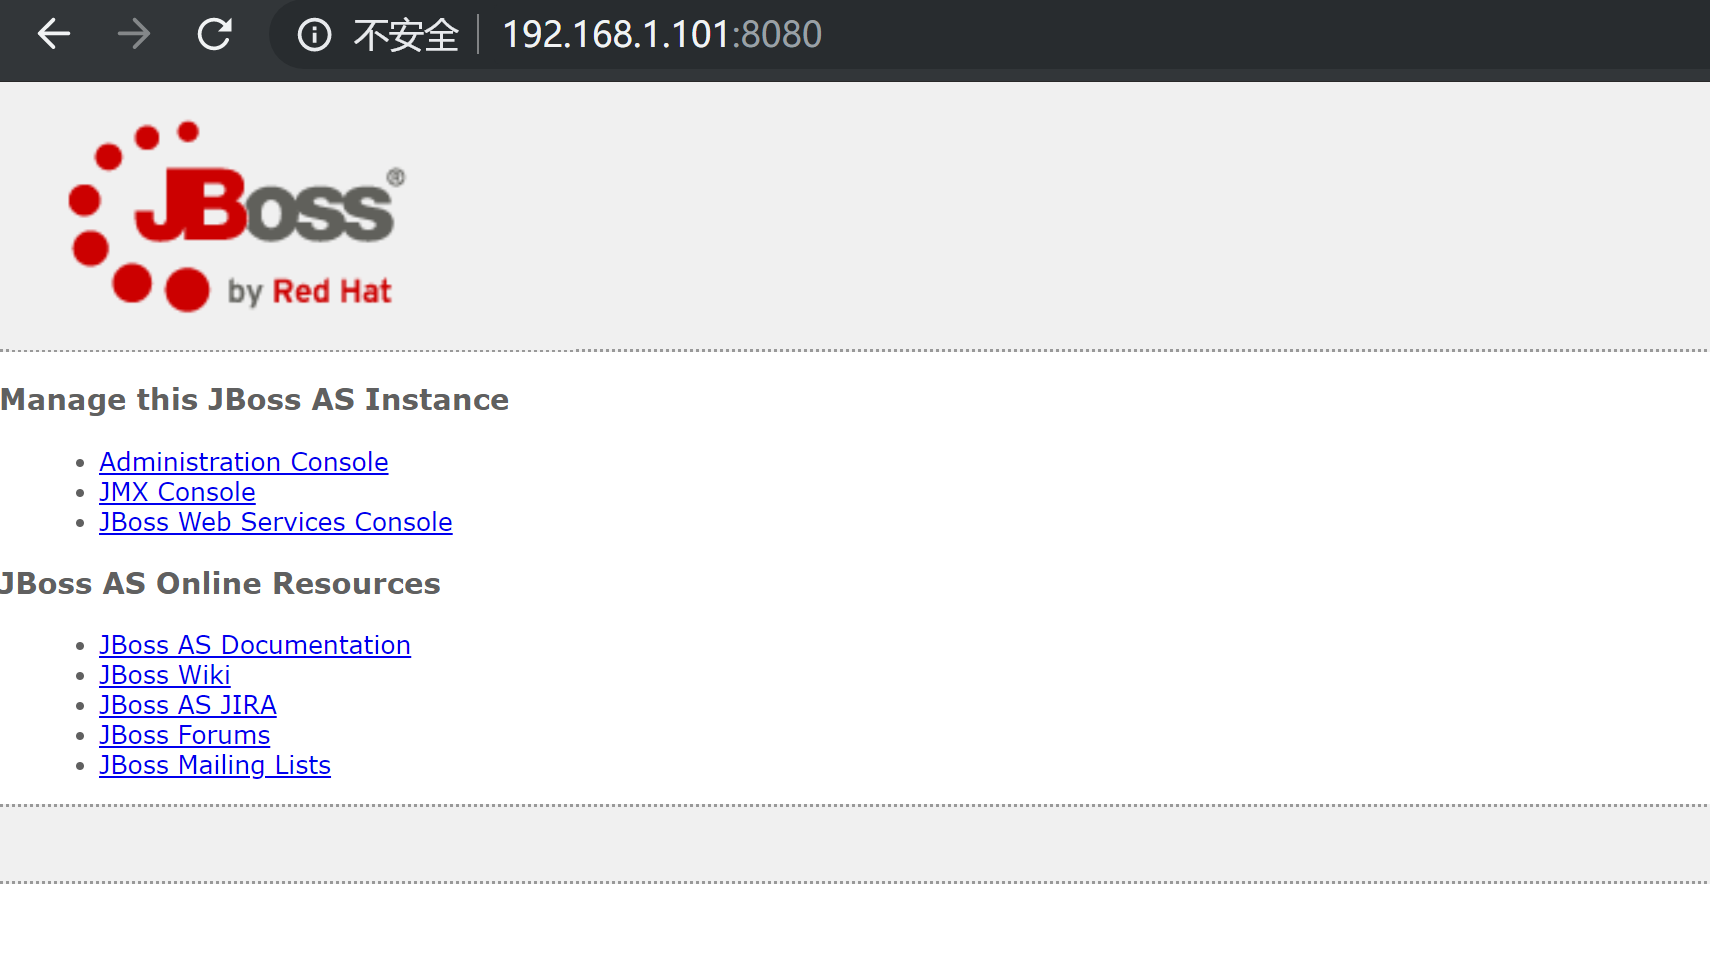 不安全 192.168.1.101:8080
JBoss®
by Red Hat
Manage this JBoss AS Instance
Administration Console
JMX Console
JBoss Web Services Console
JBoss AS Online Resources
JBoss AS Documentation
JBoss Wiki
JBoss AS JIRA
JBoss Forums
JBoss Mailing Lists